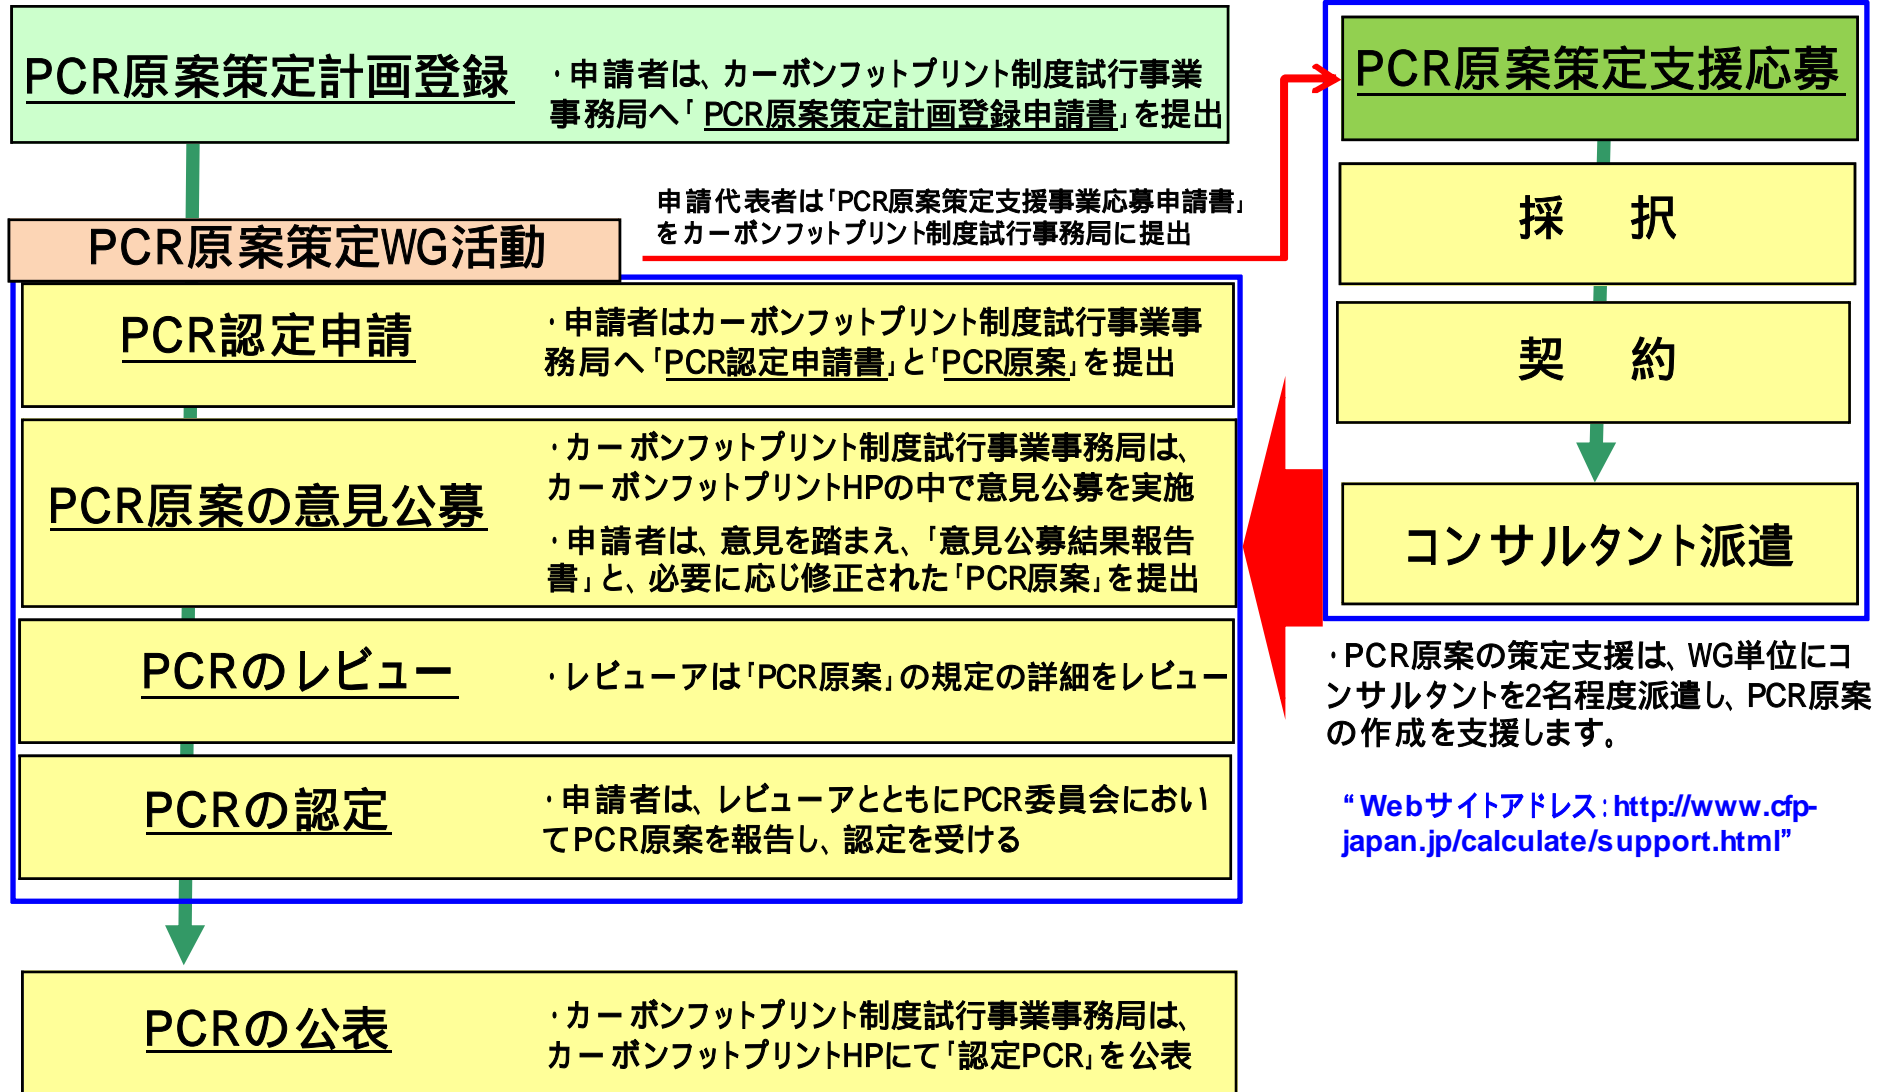 PCR原案策定計画登録
・申請者は、カーボンフットプリント制度試行事業
事務局へ「PCR原案策定計画登録申請書」を提出
申請代表者は「PCR原案策定支援事業応募申請書」
をカーボンフットプリント制度試行事務局に提出
PCR原案策定WG活動
PCR認定申請
・申請者はカーボンフットプリント制度試行事業事
務局へ「PCR認定申請書」と「PCR原案」を提出
PCR原案の意見公募
・カーボンフットプリント制度試行事業事務局は、
カーボンフットプリントHPの中で意見公募を実施
・申請者は、意見を踏まえ、「意見公募結果報告
書」と、必要に応じ修正された「PCR原案」を提出
PCRのレビュー
・レビューアは「PCR原案」の規定の詳細をレビュー
PCRの認定
・申請者は、レビューアとともにPCR委員会におい
てPCR原案を報告し、認定を受ける
PCRの公表
・カーボンフットプリント制度試行事業事務局は、
カーボンフットプリントHPにて「認定PCR」を公表
PCR原案策定支援応募
採　択
契　約
コンサルタント派遣
・PCR原案の策定支援は、WG単位にコ
ンサルタントを2名程度派遣し、PCR原案
の作成を支援します。
“Webサイトアドレス：http://www.cfp-
japan.jp/calculate/support.html”